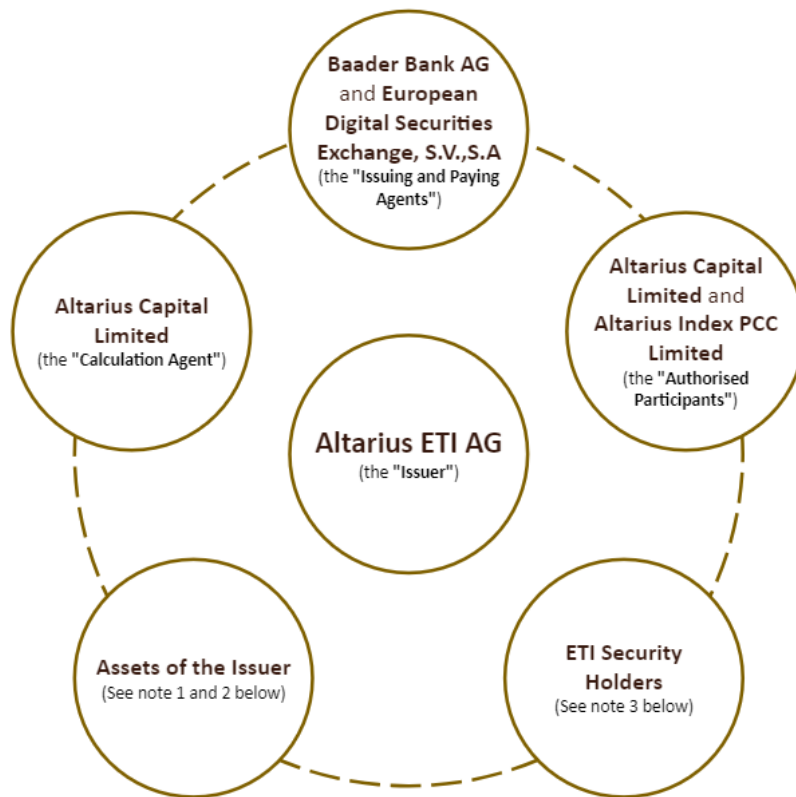 Baader Bank AG
and European
Digital Securities
Exchange, S.V.,S.A
(the "Issuing and Paying
Agents")
Altarius Capital
Limited
(the "Calculation Agent")
Altarius Capital
Limited and
Altarius Index PCC
Limited
(the "Authorised
Participants")
Altarius ETI AG
(the "Issuer")
Assets of the Issuer
(See note 1 and 2 below)
ETI Security
Holders
(See note 3 below)